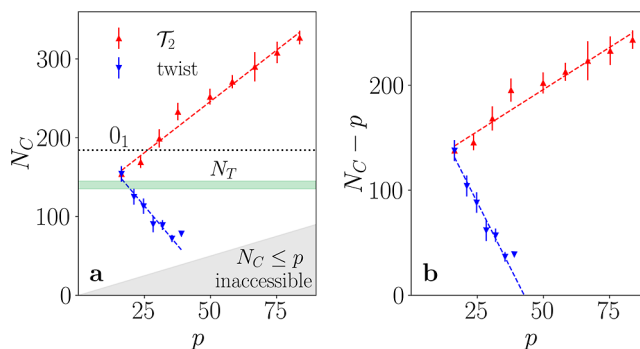 300
200
100
0
N_C
𝒯_2
twist
0_1
N_T
N_C ≤ p
inaccessible
a
25
50
75
p
200
100
0
N_C − p
b
25
50
75
p